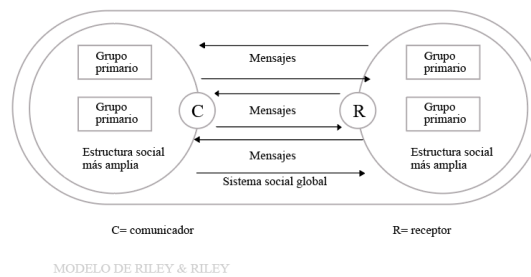 Grupo
primario
Grupo
primario
Estructura social
más amplia
C
Mensajes
Mensajes
Mensajes
Sistema social global
R
Grupo
primario
Grupo
primario
Estructura social
más amplia
C= comunicador
R= receptor
MODELO DE RILEY & RILEY